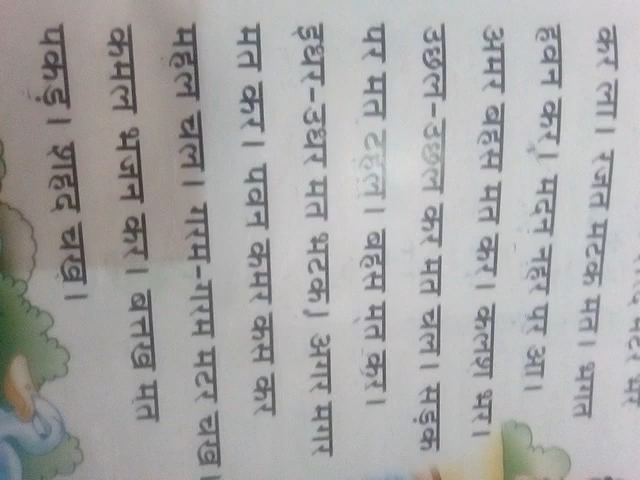 कर ला। रजत मटक मत। भगत
हवन कर। मदन नहर पर आ।
अमर बहस मत कर। कलश भर।
उछल-उछल कर मत चल। सड़क
पर मत टहल। बहस मत कर।
इधर-उधर मत भटक, अगर मगर
मत कर। पवन कमर कस कर
महल चल। गरम-गरम मटर चख।
कमल भजन कर। बतख मत
पकड़। शहद चख।